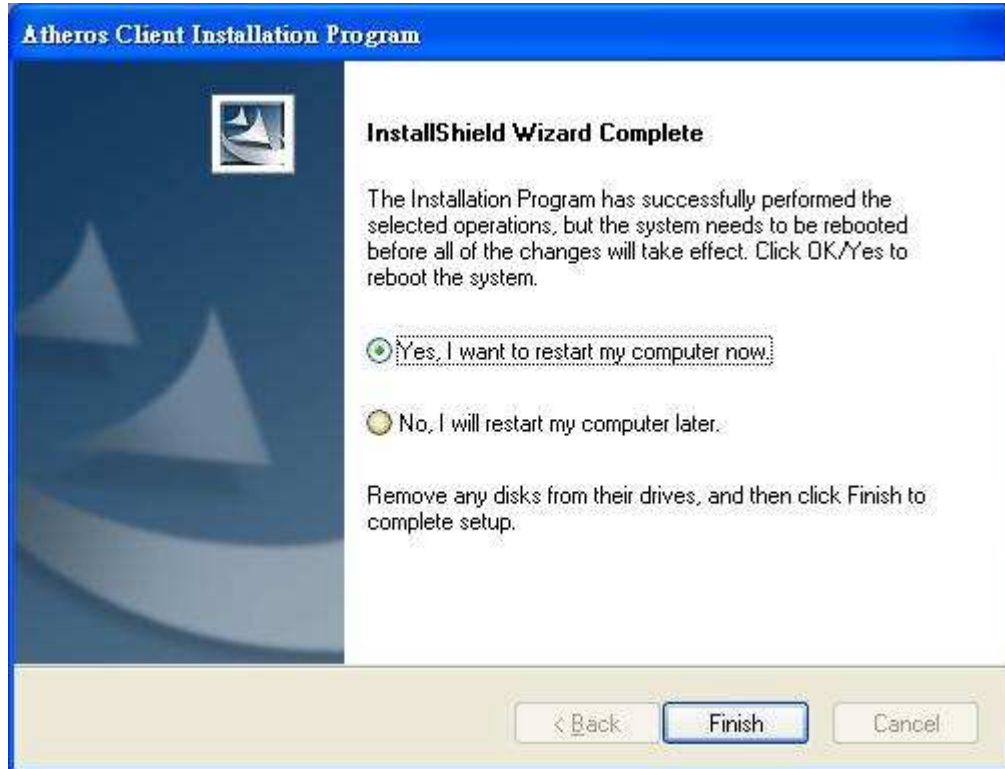 Atheros Client Installation Program
InstallShield Wizard Complete
The Installation Program has successfully performed the
selected operations, but the system needs to be rebooted
before all of the changes will take effect. Click OK/Yes to
reboot the system.
Yes, I want to restart my computer now.
No, I will restart my computer later.
Remove any disks from their drives, and then click Finish to
complete setup.
< Back Finish Cancel